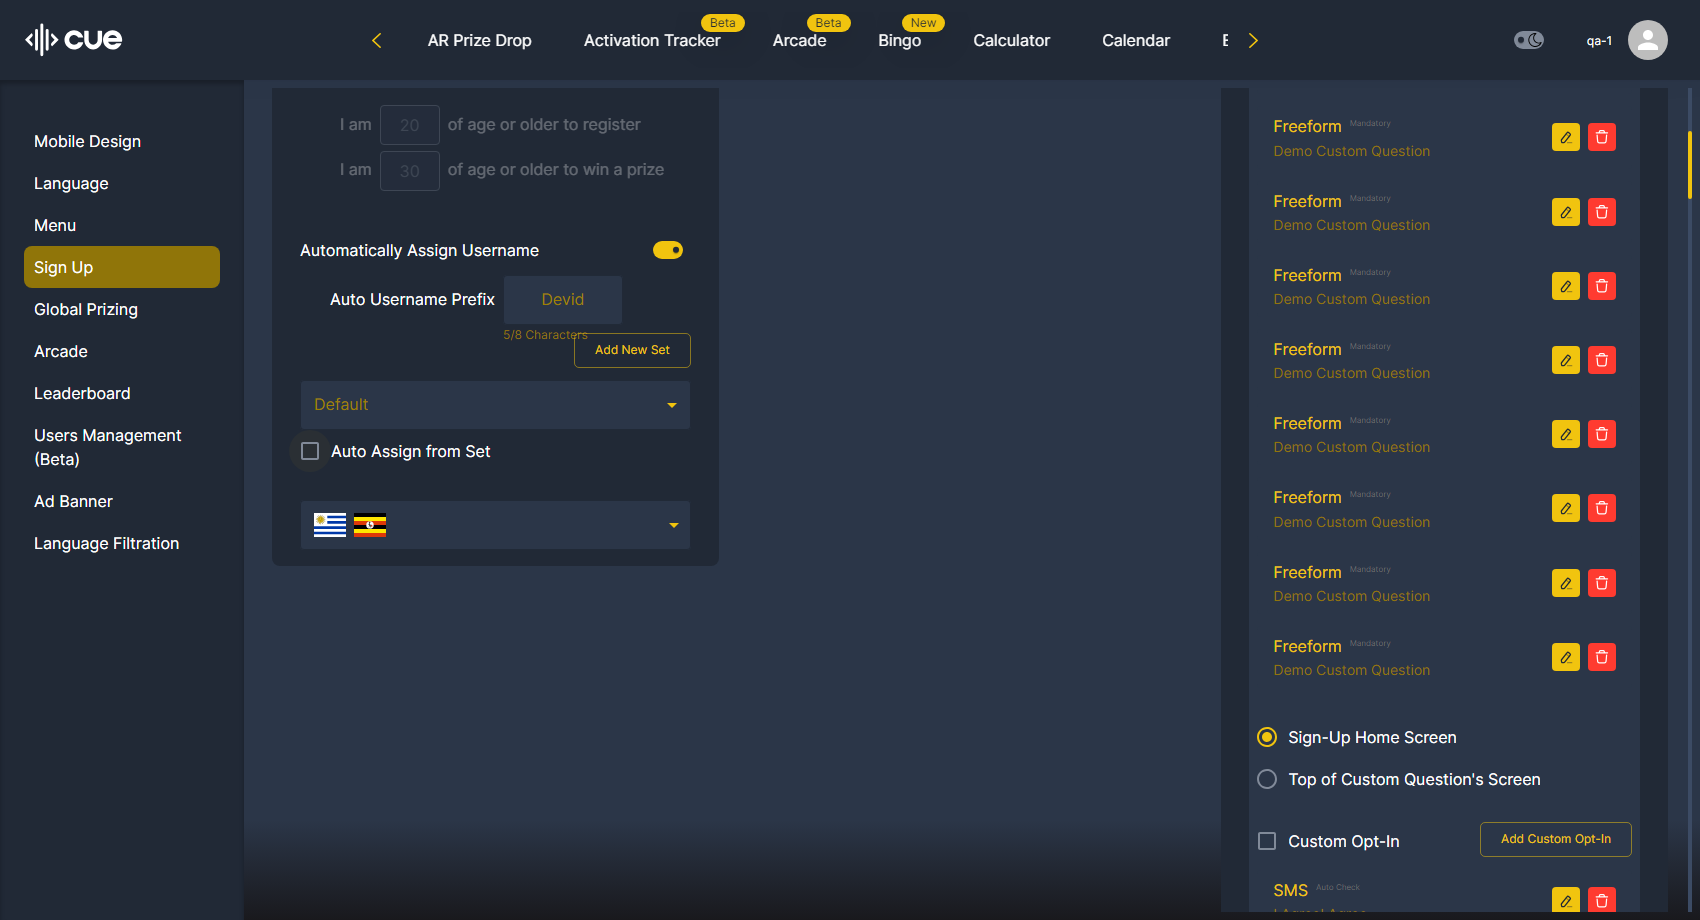 cue
AR Prize Drop
Activation Tracker
Beta
Arcade
Beta
Bingo
New
Calculator
Calendar
qa-1
Mobile Design
Language
Menu
Sign Up
Global Prizing
Arcade
Leaderboard
Users Management
(Beta)
Ad Banner
Language Filtration
I am 20 of age or older to register
I am 30 of age or older to win a prize
Automatically Assign Username
Auto Username Prefix Devid
5/8 Characters
Add New Set
Default
Auto Assign from Set
Freeform Mandatory
Demo Custom Question
Freeform Mandatory
Demo Custom Question
Freeform Mandatory
Demo Custom Question
Freeform Mandatory
Demo Custom Question
Freeform Mandatory
Demo Custom Question
Freeform Mandatory
Demo Custom Question
Freeform Mandatory
Demo Custom Question
Freeform Mandatory
Demo Custom Question
Sign-Up Home Screen
Top of Custom Question's Screen
Custom Opt-In
Add Custom Opt-In
SMS Auto Check